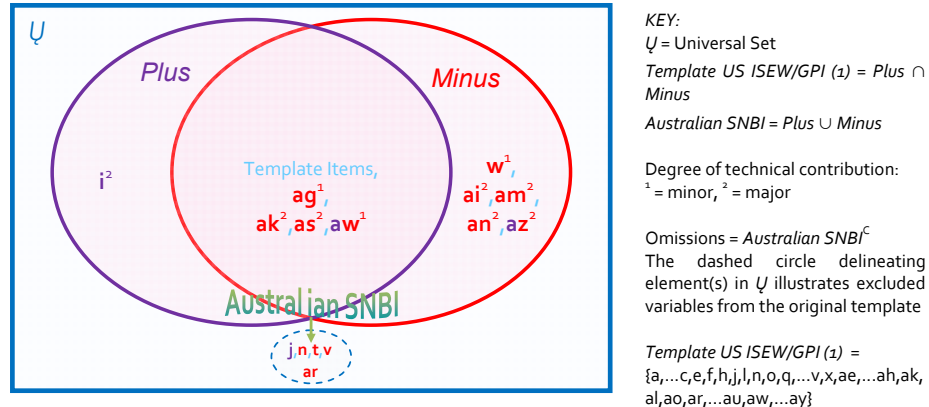 Ų
Plus
Minus
i²
Template Items,
ag¹
ak²,as²,aw¹
w¹,
ai²,am²,
an²,az²
Australian SNBI
j,n,t,v
ar
KEY:
Ų = Universal Set
Template US ISEW/GPI (1) = Plus ∩
Minus
Australian SNBI = Plus ∪ Minus
Degree of technical contribution:
¹ = minor, ² = major
Omissions = Australian SNBIᶜ
The dashed circle delineating
element(s) in Ų illustrates excluded
variables from the original template
Template US ISEW/GPI (1) =
{a,...c,e,f,h,j,l,n,o,q,...v,x,ae,...ah,ak,
al,ao,ar,...au,aw,...ay}